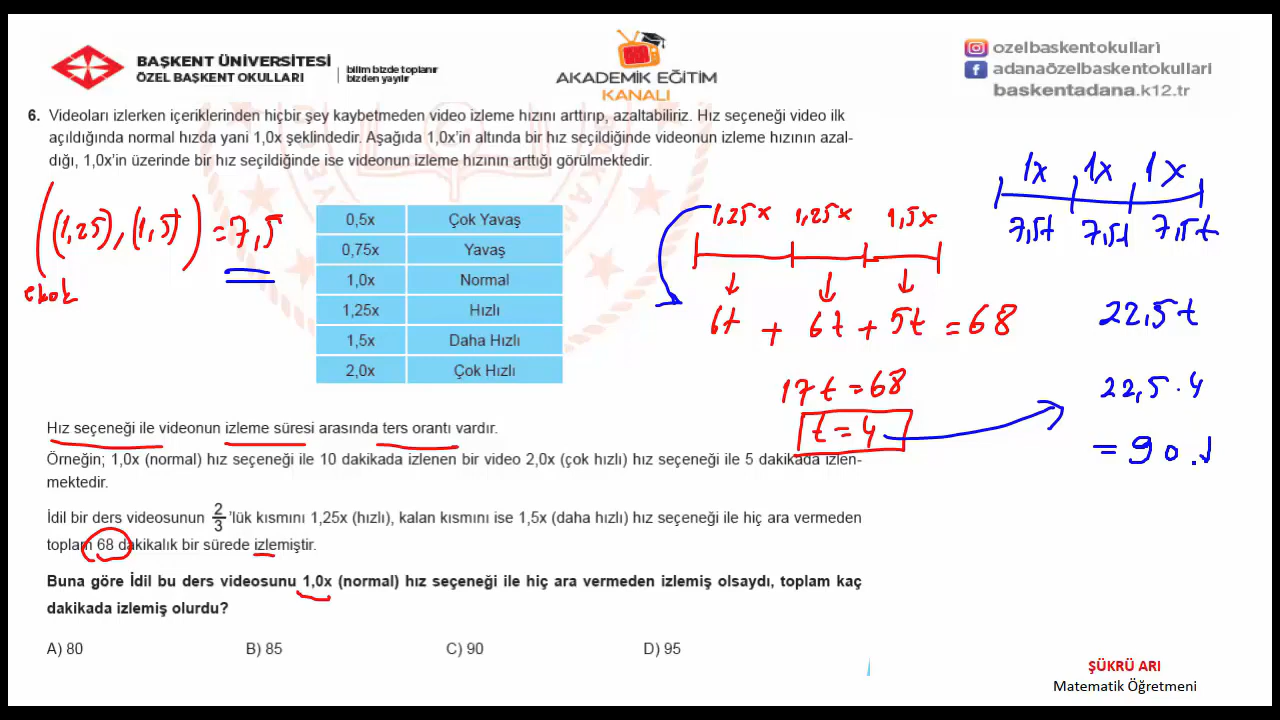 BAŞKENT ÜNİVERSİTESİ
ÖZEL BAŞKENT OKULLARI
bilim bizde toplanır
bizden yayılır
AKADEMİK EĞİTİM
KANALI
ozelbaskentokulları
adanaözelbaskentokullari
baskentadana.k12.tr
6. Videoları izlerken içeriklerinden hiçbir şey kaybetmeden video izleme hızını arttırıp, azaltabiliriz. Hız seçeneği video ilk
açıldığında normal hızda yani 1,0x şeklindedir. Aşağıda 1,0x'in altında bir hız seçildiğinde videonun izleme hızının azal-
dığı, 1,0x'in üzerinde bir hız seçildiğinde ise videonun izleme hızının arttığı görülmektedir.
((1,25), (1,5)) = 7,5
ekok
0,5x Çok Yavaş
0,75x Yavaş
1,0x Normal
1,25x Hızlı
1,5x Daha Hızlı
2,0x Çok Hızlı
1,25x 1,25x 1,5x
6t + 6t + 5t = 68
17t = 68
t = 4
1x 1x 1x
7,5t 7,5t 7,5t
22,5t
22,5 . 4
= 90
Hız seçeneği ile videonun izleme süresi arasında ters orantı vardır.
Örneğin; 1,0x (normal) hız seçeneği ile 10 dakikada izlenen bir video 2,0x (çok hızlı) hız seçeneği ile 5 dakikada izlen-
mektedir.
İdil bir ders videosunun 2/3 'lük kısmını 1,25x (hızlı), kalan kısmını ise 1,5x (daha hızlı) hız seçeneği ile hiç ara vermeden
toplam 68 dakikalık bir sürede izlemiştir.
Buna göre İdil bu ders videosunu 1,0x (normal) hız seçeneği ile hiç ara vermeden izlemiş olsaydı, toplam kaç
dakikada izlemiş olurdu?
A) 80 B) 85 C) 90 D) 95
ŞÜKRÜ ARI
Matematik Öğretmeni